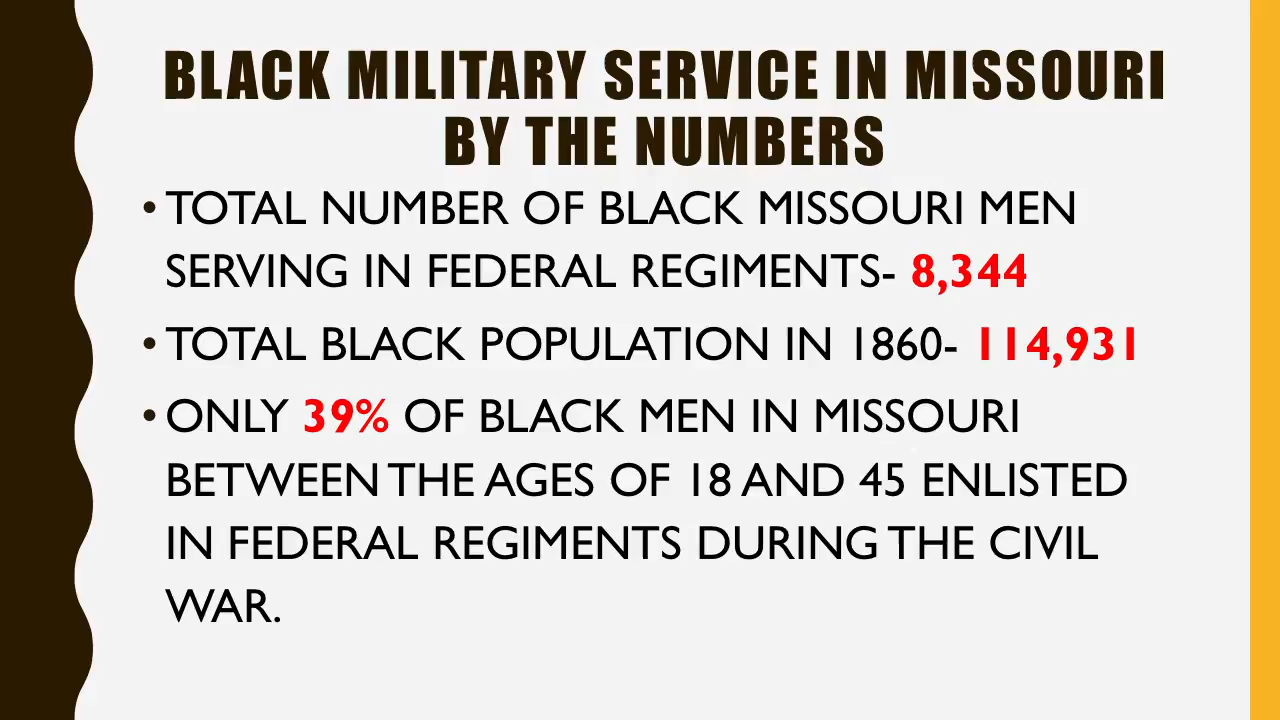 BLACK MILITARY SERVICE IN MISSOURI
BY THE NUMBERS
• TOTAL NUMBER OF BLACK MISSOURI MEN
SERVING IN FEDERAL REGIMENTS- 8,344
• TOTAL BLACK POPULATION IN 1860- 114,931
• ONLY 39% OF BLACK MEN IN MISSOURI
BETWEEN THE AGES OF 18 AND 45 ENLISTED
IN FEDERAL REGIMENTS DURING THE CIVIL
WAR.